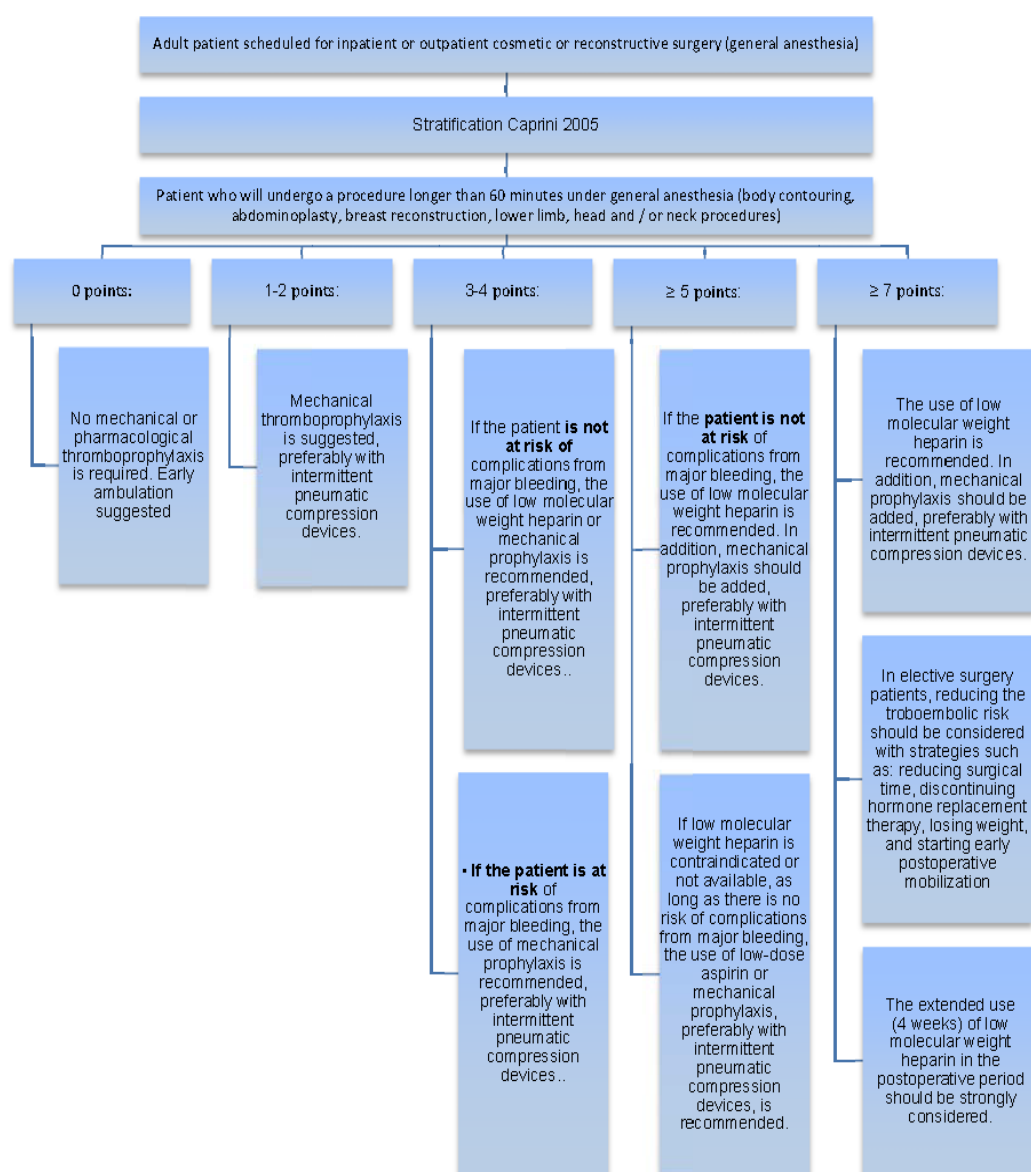 Adult patient scheduled for inpatient or outpatient cosmetic or reconstructive surgery (general anesthesia)
Stratification Caprini 2005
Patient who will undergo a procedure longer than 60 minutes under general anesthesia (body contouring,
abdominoplasty, breast reconstruction, lower limb, head and / or neck procedures)
0 points:
1-2 points:
3-4 points:
≥ 5 points:
≥ 7 points:
No mechanical or
pharmacological
thromboprophylaxis
is required. Early
ambulation
suggested
Mechanical
thromboprophylaxis
is suggested,
preferably with
intermittent
pneumatic
compression
devices.
If the patient is not
at risk of
complications from
major bleeding, the
use of low molecular
weight heparin or
mechanical
prophylaxis is
recommended,
preferably with
intermittent
pneumatic
compression
devices..
▪ If the patient is at
risk of
complications from
major bleeding, the
use of mechanical
prophylaxis is
recommended,
preferably with
intermittent
pneumatic
compression
devices..
If the patient is not
at risk of
complications from
major bleeding, the
use of low molecular
weight heparin is
recommended. In
addition, mechanical
prophylaxis should
be added,
preferably with
intermittent
pneumatic
compression
devices.
If low molecular
weight heparin is
contraindicated or
not available, as
long as there is no
risk of complications
from major bleeding,
the use of low-dose
aspirin or
mechanical
prophylaxis,
preferably with
intermittent
pneumatic
compression
devices, is
recommended.
The use of low
molecular weight
heparin is
recommended. In
addition, mechanical
prophylaxis should be
added, preferably with
intermittent pneumatic
compression devices.
In elective surgery
patients, reducing the
troboembolic risk
should be considered
with strategies such
as: reducing surgical
time, discontinuing
hormone replacement
therapy, losing weight,
and starting early
postoperative
mobilization
The extended use
(4 weeks) of low
molecular weight
heparin in the
postoperative period
should be strongly
considered.